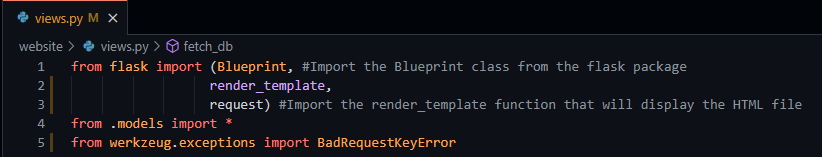 views.py M ×
website > views.py > fetch_db
1 from flask import (Blueprint, #Import the Blueprint class from the flask package
2 render_template,
3 request) #Import the render_template function that will display the HTML file
4 from .models import *
5 from werkzeug.exceptions import BadRequestKeyError